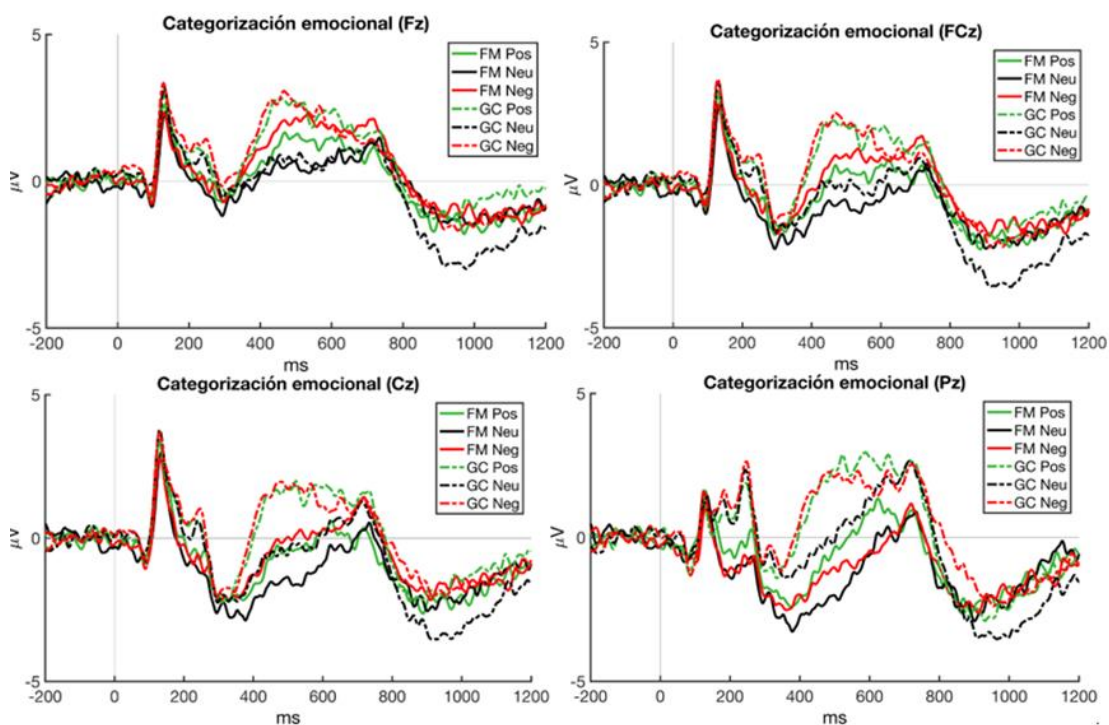 Categorización emocional (Fz)
5
0
-5
µV
FM Pos
FM Neu
FM Neg
GC Pos
GC Neu
GC Neg
-200 0 200 400 600 800 1000 1200
ms
Categorización emocional (FCz)
5
0
-5
µV
FM Pos
FM Neu
FM Neg
GC Pos
GC Neu
GC Neg
-200 0 200 400 600 800 1000 1200
ms
Categorización emocional (Cz)
5
0
-5
µV
FM Pos
FM Neu
FM Neg
GC Pos
GC Neu
GC Neg
-200 0 200 400 600 800 1000 1200
ms
Categorización emocional (Pz)
5
0
-5
µV
FM Pos
FM Neu
FM Neg
GC Pos
GC Neu
GC Neg
-200 0 200 400 600 800 1000 1200
ms